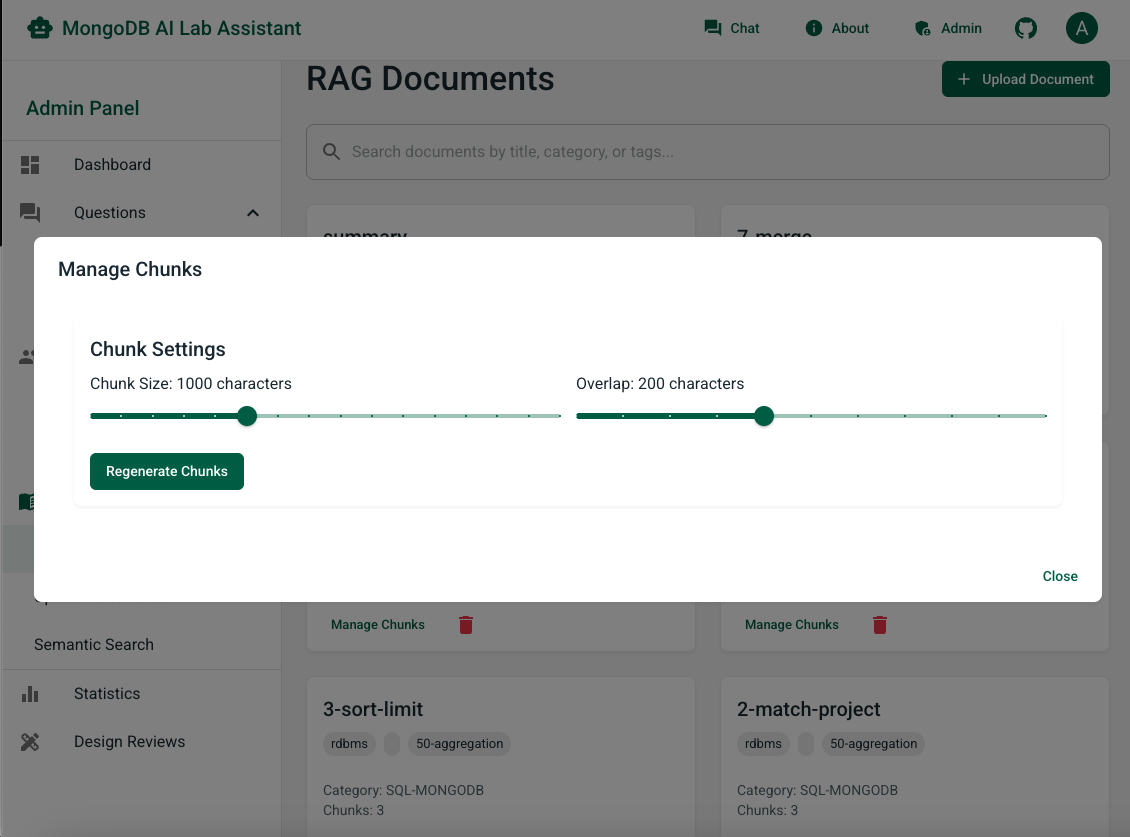 MongoDB AI Lab Assistant
Chat
About
Admin
A
Admin Panel
RAG Documents
Upload Document
Dashboard
Search documents by title, category, or tags...
Questions
summary
7-merge
Manage Chunks
Chunk Settings
Chunk Size: 1000 characters
Overlap: 200 characters
Regenerate Chunks
Close
Manage Chunks
Manage Chunks
Semantic Search
Statistics
Design Reviews
3-sort-limit
rdbms
50-aggregation
Category: SQL-MONGODB
Chunks: 3
2-match-project
rdbms
50-aggregation
Category: SQL-MONGODB
Chunks: 3